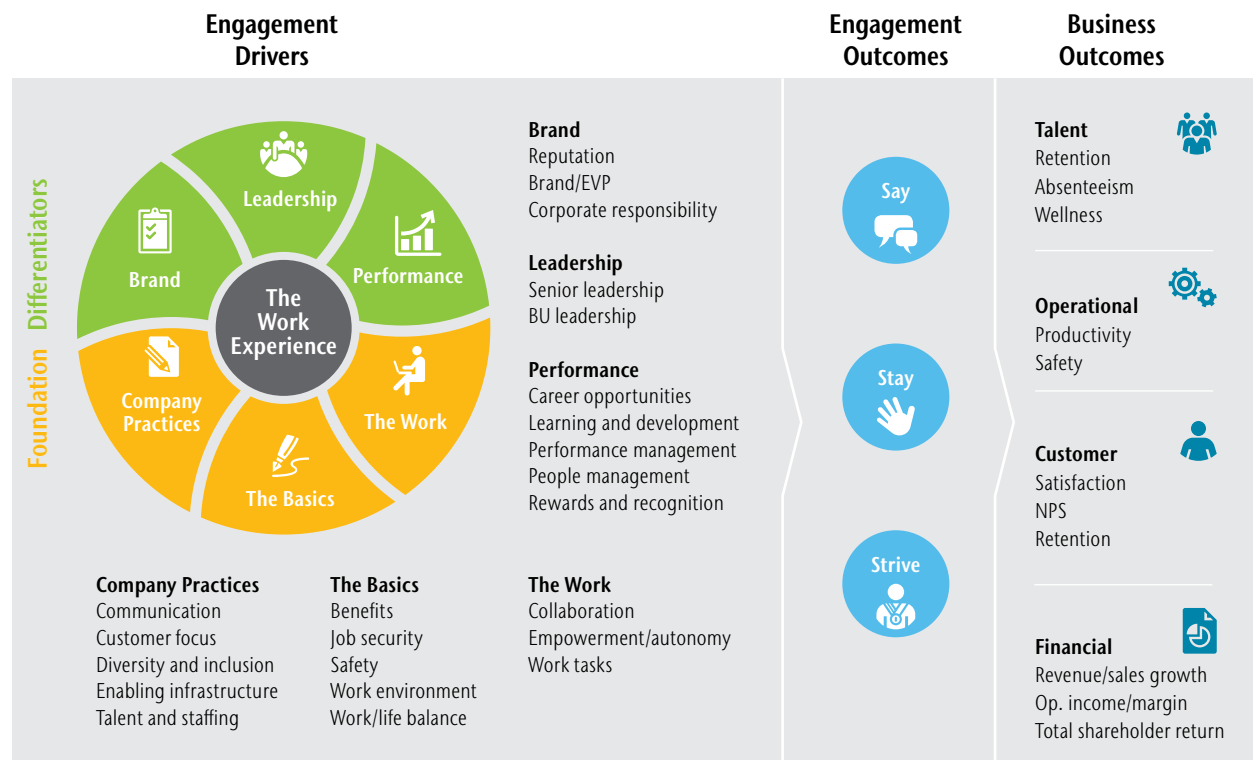 Engagement
Drivers
Engagement
Outcomes
Business
Outcomes
Differentiators
Foundation
Leadership
Performance
Brand
The
Work
Experience
Company
Practices
The Work
The Basics
Brand
Reputation
Brand/EVP
Corporate responsibility
Leadership
Senior leadership
BU leadership
Performance
Career opportunities
Learning and development
Performance management
People management
Rewards and recognition
Company Practices
Communication
Customer focus
Diversity and inclusion
Enabling infrastructure
Talent and staffing
The Basics
Benefits
Job security
Safety
Work environment
Work/life balance
The Work
Collaboration
Empowerment/autonomy
Work tasks
Say
Stay
Strive
Talent
Retention
Absenteeism
Wellness
Operational
Productivity
Safety
Customer
Satisfaction
NPS
Retention
Financial
Revenue/sales growth
Op. income/margin
Total shareholder return